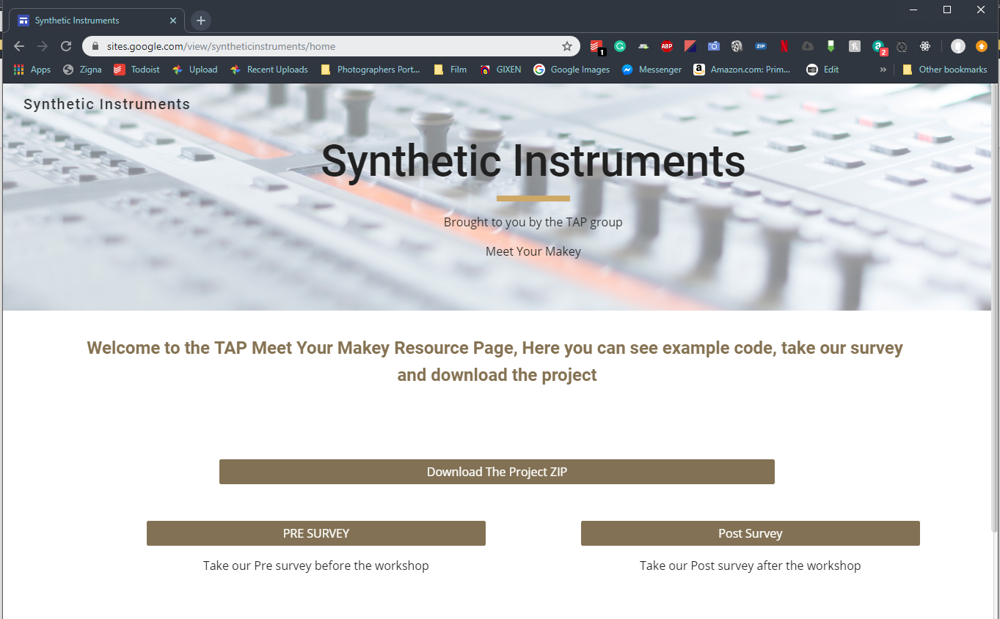 Synthetic Instruments
sites.google.com/view/syntheticinstruments/home
1
ABP
ZIP
N
a
2
Apps
Zigna
Todoist
Upload
Recent Uploads
Photographers Port...
Film
GIXEN
Google Images
Messenger
a
Amazon.com: Prim...
Edit
»
Other bookmarks
Synthetic Instruments
Synthetic Instruments
Brought to you by the TAP group
Meet Your Makey
Welcome to the TAP Meet Your Makey Resource Page, Here you can see example code, take our survey
and download the project
Download The Project ZIP
PRE SURVEY
Post Survey
Take our Pre survey before the workshop
Take our Post survey after the workshop